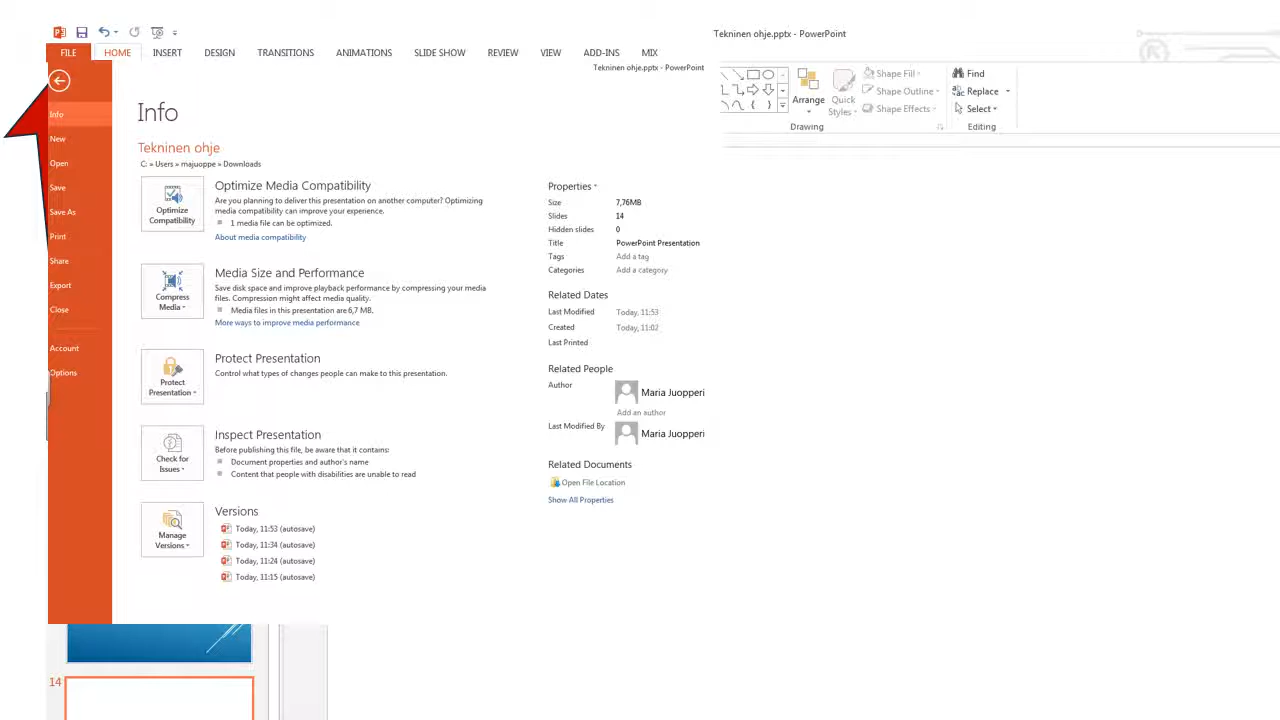 Tekninen ohje.pptx - PowerPoint
FILE HOME INSERT DESIGN TRANSITIONS ANIMATIONS SLIDE SHOW REVIEW VIEW ADD-INS MIX
Tekninen ohje.pptx - PowerPoint
Shape Fill
Shape Outline
Shape Effects
Arrange
Quick
Styles
Drawing
Find
Replace
Select
Editing
Info
New
Open
Save
Save As
Print
Share
Export
Close
Account
Options
Info
Tekninen ohje
C: » Users » majuoppe » Downloads
Optimize
Compatibility
Optimize Media Compatibility
Are you planning to deliver this presentation on another computer? Optimizing
media compatibility can improve your experience.
1 media file can be optimized.
About media compatibility
Compress
Media
Media Size and Performance
Save disk space and improve playback performance by compressing your media
files. Compression might affect media quality.
Media files in this presentation are 6,7 MB.
More ways to improve media performance
Protect
Presentation
Protect Presentation
Control what types of changes people can make to this presentation.
Check for
Issues
Inspect Presentation
Before publishing this file, be aware that it contains:
Document properties and author's name
Content that people with disabilities are unable to read
Manage
Versions
Versions
Today, 11:53 (autosave)
Today, 11:34 (autosave)
Today, 11:24 (autosave)
Today, 11:15 (autosave)
Properties
Size 7,76MB
Slides 14
Hidden slides 0
Title PowerPoint Presentation
Tags Add a tag
Categories Add a category
Related Dates
Last Modified Today, 11:53
Created Today, 11:02
Last Printed
Related People
Author Maria Juopperi
Add an author
Last Modified By Maria Juopperi
Related Documents
Open File Location
Show All Properties
14